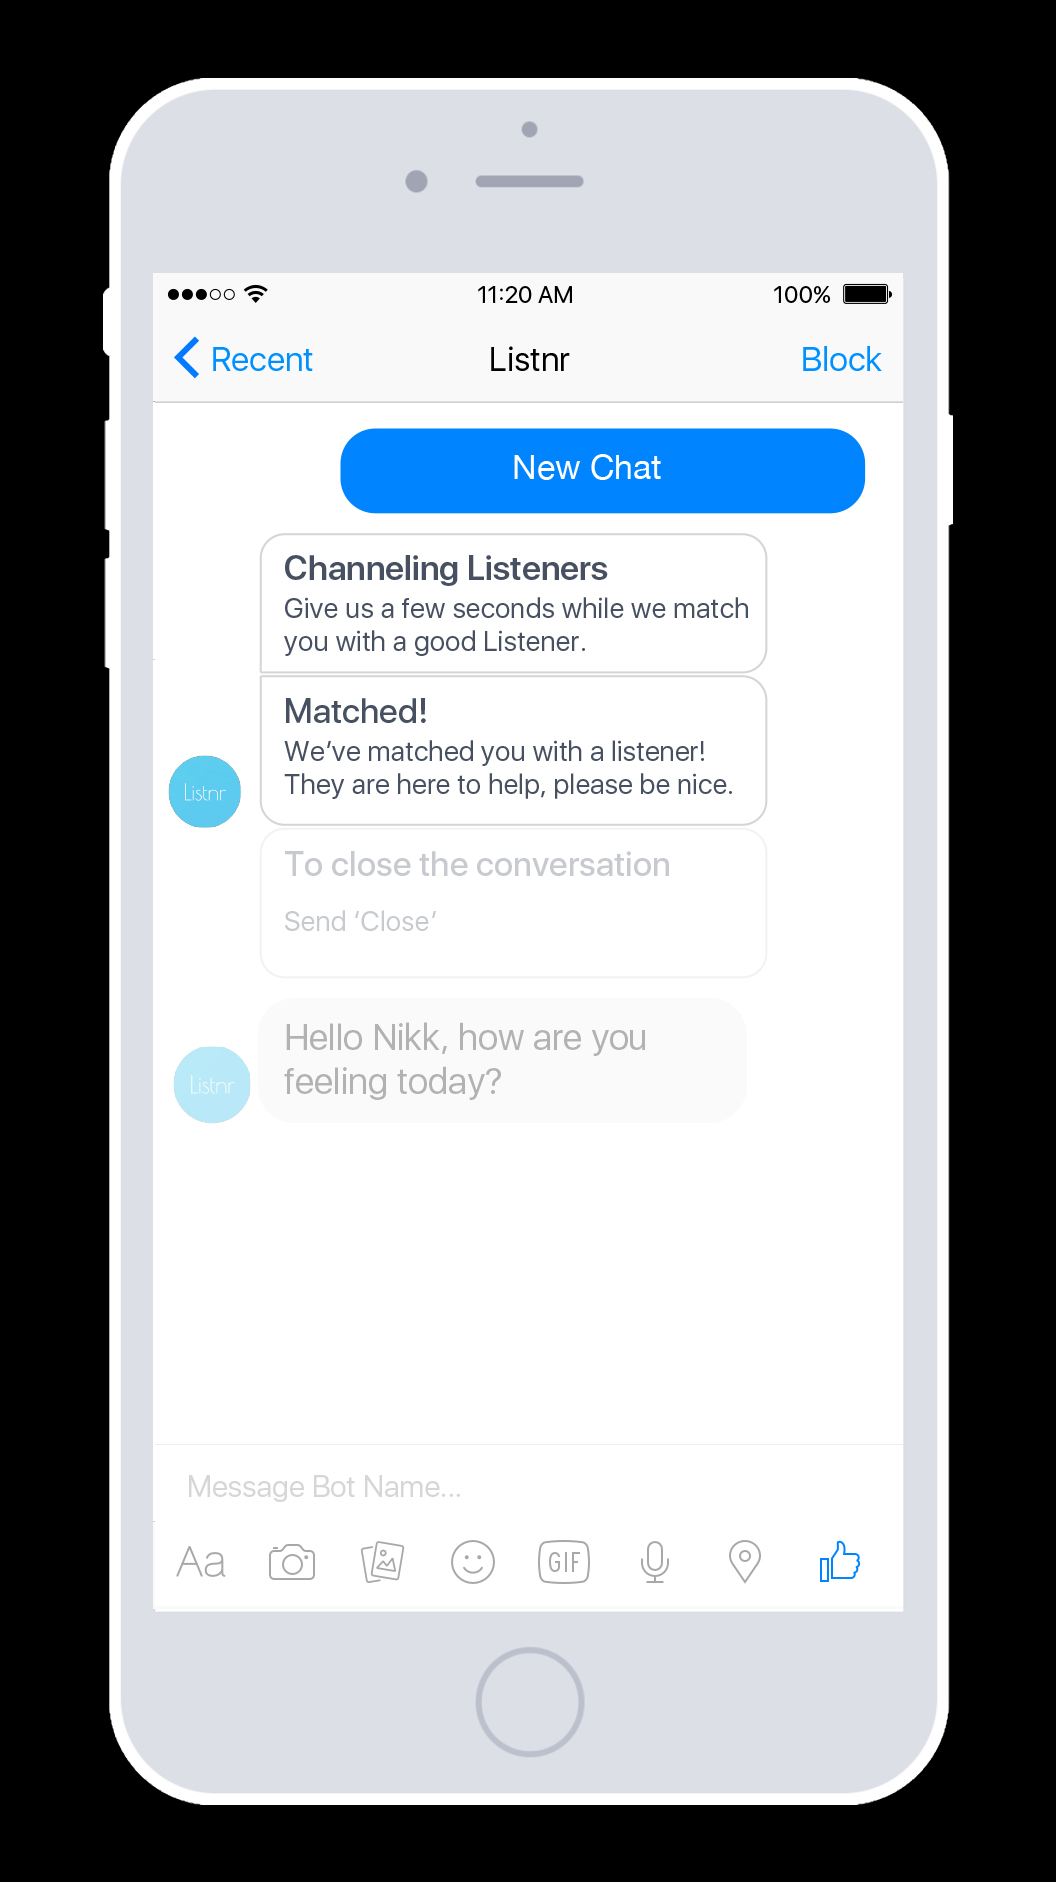 11:20 AM
100%
Recent
Listnr
Block
New Chat
Channeling Listeners
Give us a few seconds while we match
you with a good Listener.
Matched!
We’ve matched you with a listener!
They are here to help, please be nice.
Listnr
To close the conversation
Send ‘Close’
Hello Nikk, how are you
feeling today?
Listnr
Message Bot Name...
Aa
GIF